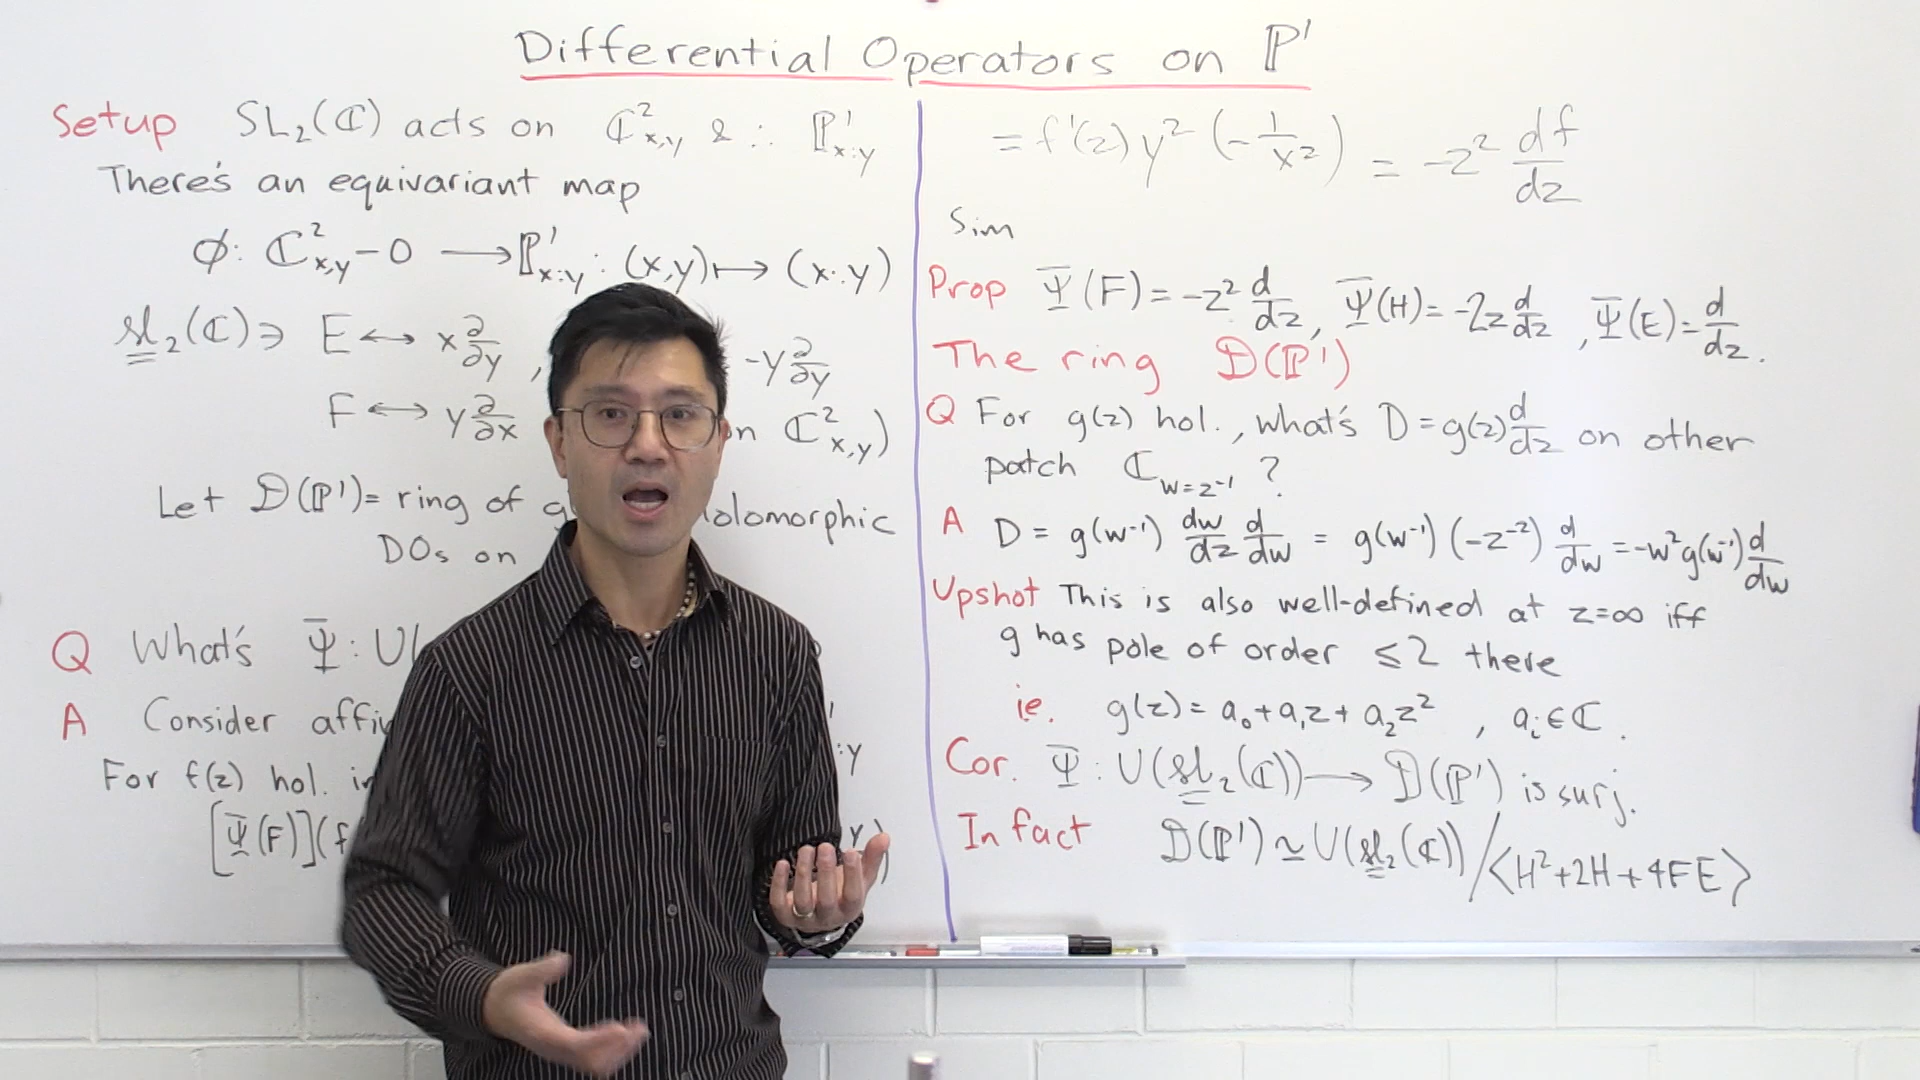 Differential Operators on ℙ¹
Setup SL₂(ℂ) acts on ℂ²ₓ,ᵧ & ∴ ℙ¹ₓ:ᵧ
There's an equivariant map
ϕ: ℂ²ₓ,ᵧ − 0 ⟶ ℙ¹ₓ:ᵧ : (x,y) ↦ (x:y)
sl₂(ℂ) ∋ E ↔ x ∂/∂y , −y ∂/∂y
F ↔ y ∂/∂x on ℂ²ₓ,ᵧ)
Let D(ℙ¹) = ring of holomorphic
DOs on
Q What's Ψ : U(
A Consider
For f(z) hol.
[Ψ(F)](f y)
= f'(z) y² (−1/x²) = −z² df/dz
Sim
Prop Ψ(F) = −z² d/dz , Ψ(H) = −2z d/dz , Ψ(E) = d/dz .
The ring D(ℙ¹)
Q For g(z) hol., what's D = g(z) d/dz on other
patch ℂ_{w=z⁻¹} ?
A D = g(w⁻¹) dw/dz d/dw = g(w⁻¹) (−z⁻²) d/dw = −w² g(w⁻¹) d/dw
Upshot This is also well-defined at z=∞ iff
g has pole of order ≤ 2 there
ie. g(z) = a₀ + a₁z + a₂z² , aᵢ ∈ ℂ .
Cor. Ψ : U(sl₂(ℂ)) ⟶ D(ℙ¹) is surj.
In fact D(ℙ¹) ≃ U(sl₂(ℂ)) / ⟨H²+2H+4FE⟩